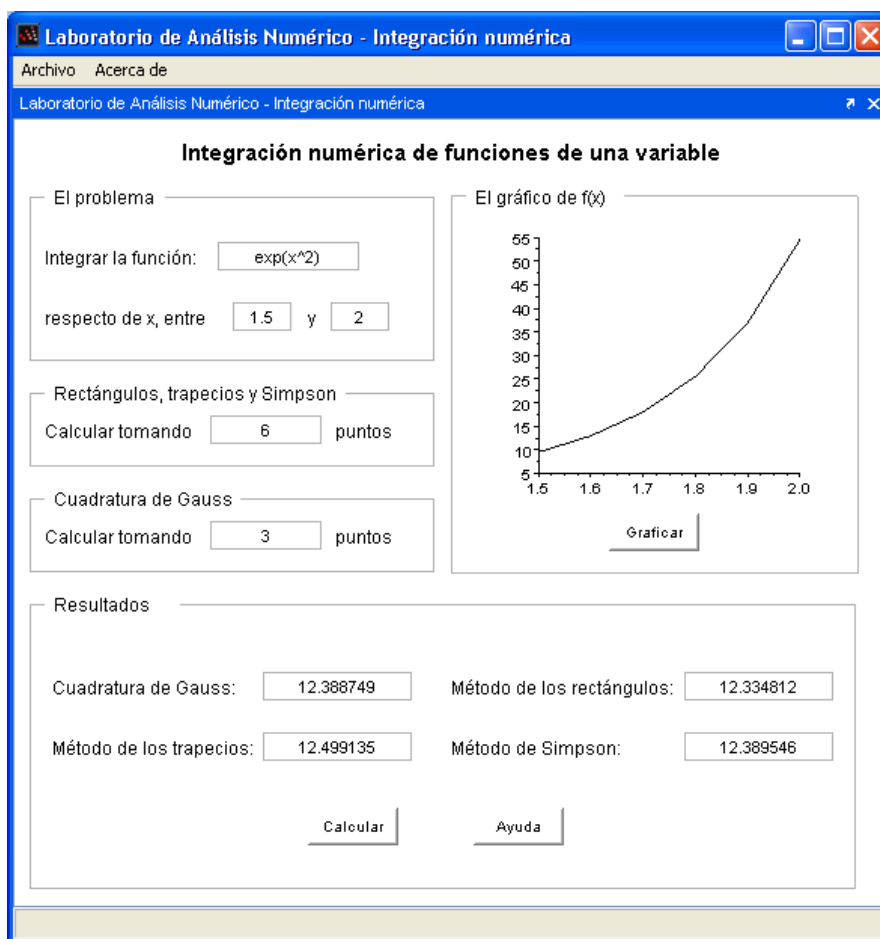 Laboratorio de Análisis Numérico - Integración numérica
Archivo Acerca de
Laboratorio de Análisis Numérico - Integración numérica
Integración numérica de funciones de una variable
El problema
Integrar la función: exp(x^2)
respecto de x, entre 1.5 y 2
Rectángulos, trapecios y Simpson
Calcular tomando 6 puntos
Cuadratura de Gauss
Calcular tomando 3 puntos
El gráfico de f(x)
55
50
45
40
35
30
25
20
15
10
5
1.5 1.6 1.7 1.8 1.9 2.0
Graficar
Resultados
Cuadratura de Gauss: 12.388749 Método de los rectángulos: 12.334812
Método de los trapecios: 12.499135 Método de Simpson: 12.389546
Calcular Ayuda